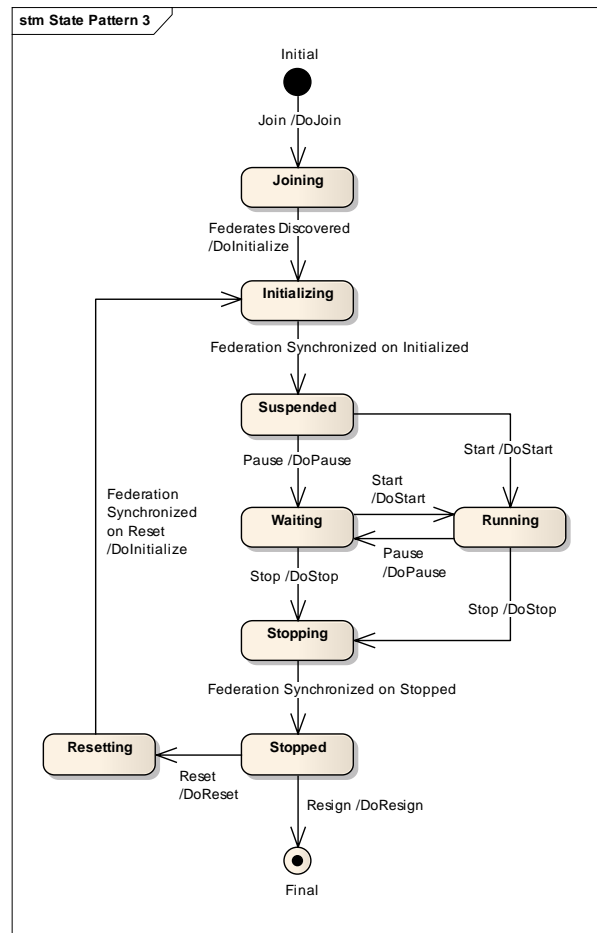 stm State Pattern 3
Initial
Join /DoJoin
Joining
Federates Discovered
/DoInitialize
Initializing
Federation Synchronized on Initialized
Suspended
Start /DoStart
Pause /DoPause
Start
/DoStart
Federation
Synchronized
on Reset
/DoInitialize
Waiting
Running
Pause
/DoPause
Stop /DoStop
Stop /DoStop
Stopping
Federation Synchronized on Stopped
Resetting
Stopped
Reset
/DoReset
Resign /DoResign
Final